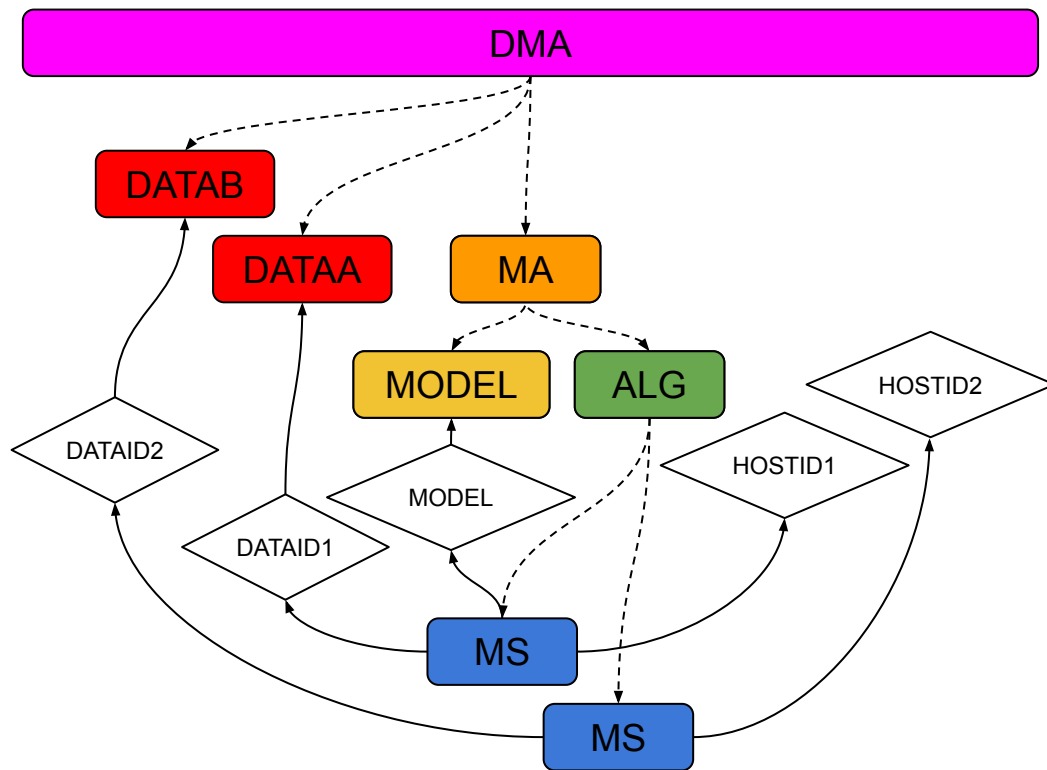 DMA
DATAB
DATAA
MA
MODEL
ALG
HOSTID2
DATAID2
HOSTID1
MODEL
DATAID1
MS
MS